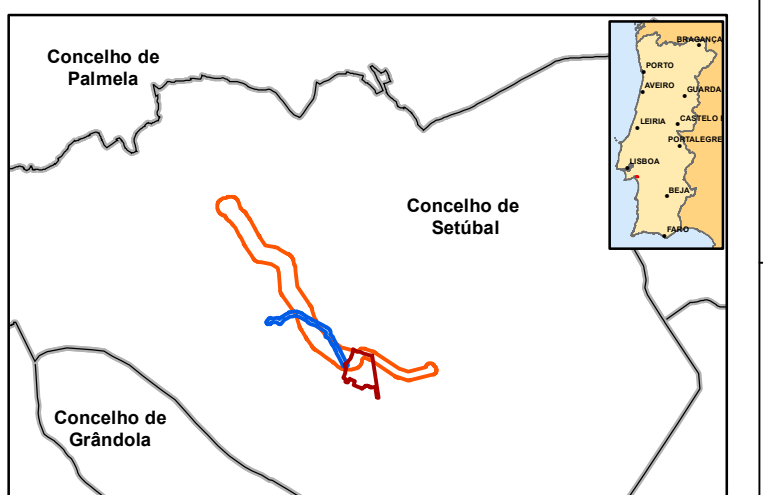 Concelho de
Palmela
Concelho de
Setúbal
Concelho de
Grândola
BRAGANÇA
PORTO
AVEIRO
GUARDA
LEIRIA
CASTELO
PORTALEGRE
LISBOA
BEJA
FARO